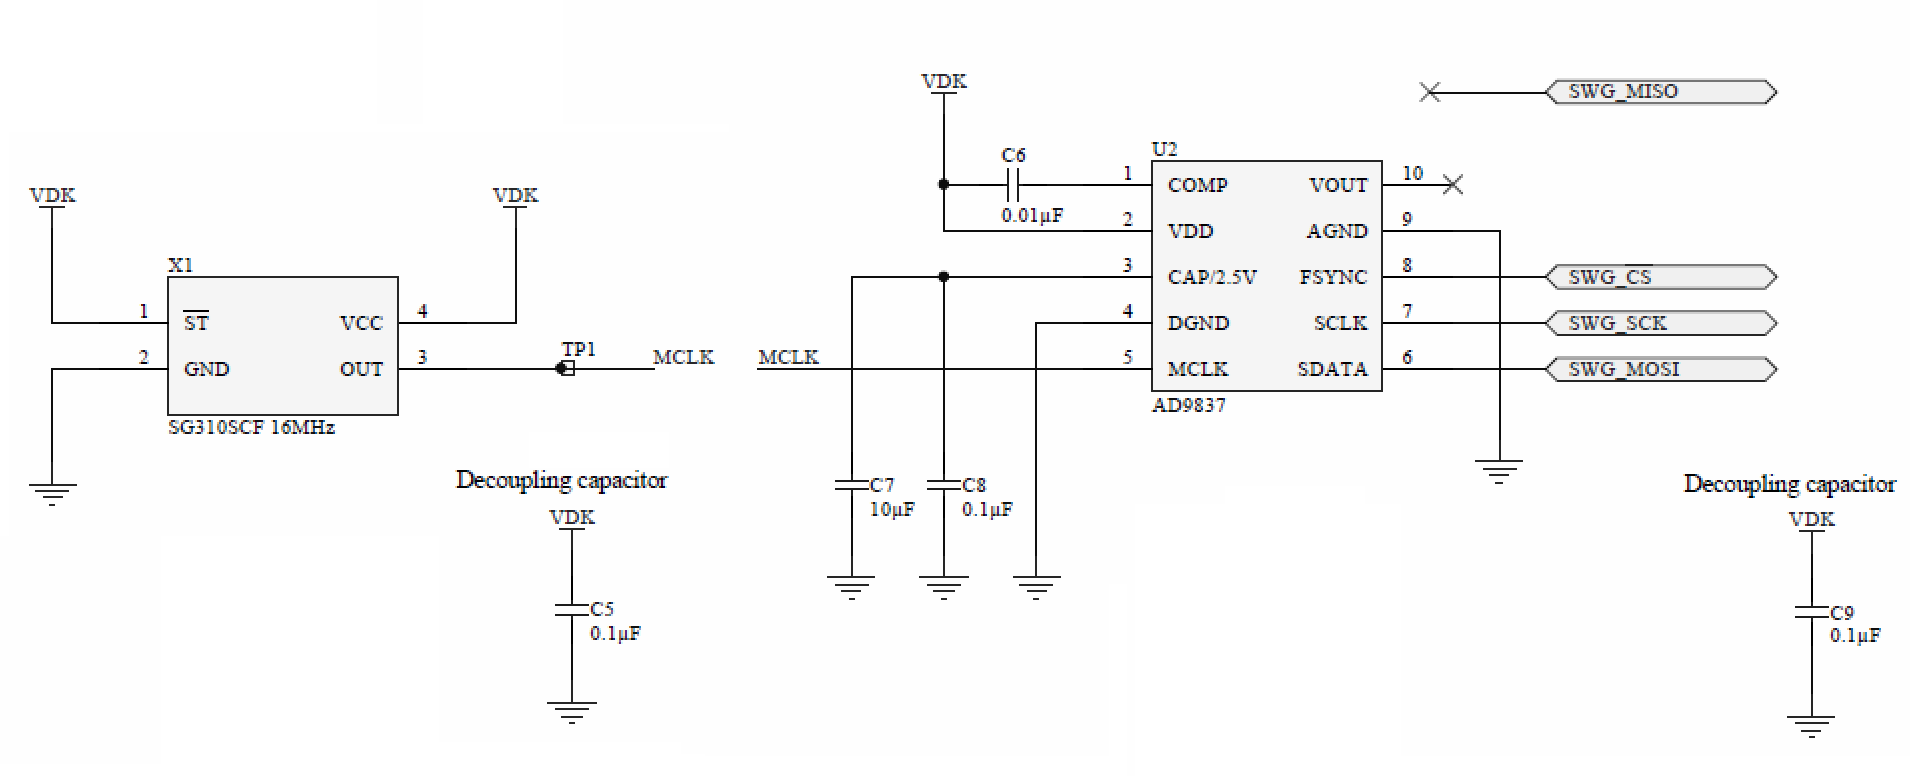 VDK
SWG_MISO
C6
0.01µF
U2
1
COMP
VOUT
10
2
VDD
AGND
9
3
CAP/2.5V
FSYNC
8
SWG_CS
4
DGND
SCLK
7
SWG_SCK
MCLK
5
MCLK
SDATA
6
SWG_MOSI
AD9837
VDK
VDK
X1
1
ST
VCC
4
2
GND
OUT
3
TP1
MCLK
SG310SCF 16MHz
Decoupling capacitor
VDK
C5
0.1µF
C7
10µF
C8
0.1µF
Decoupling capacitor
VDK
C9
0.1µF